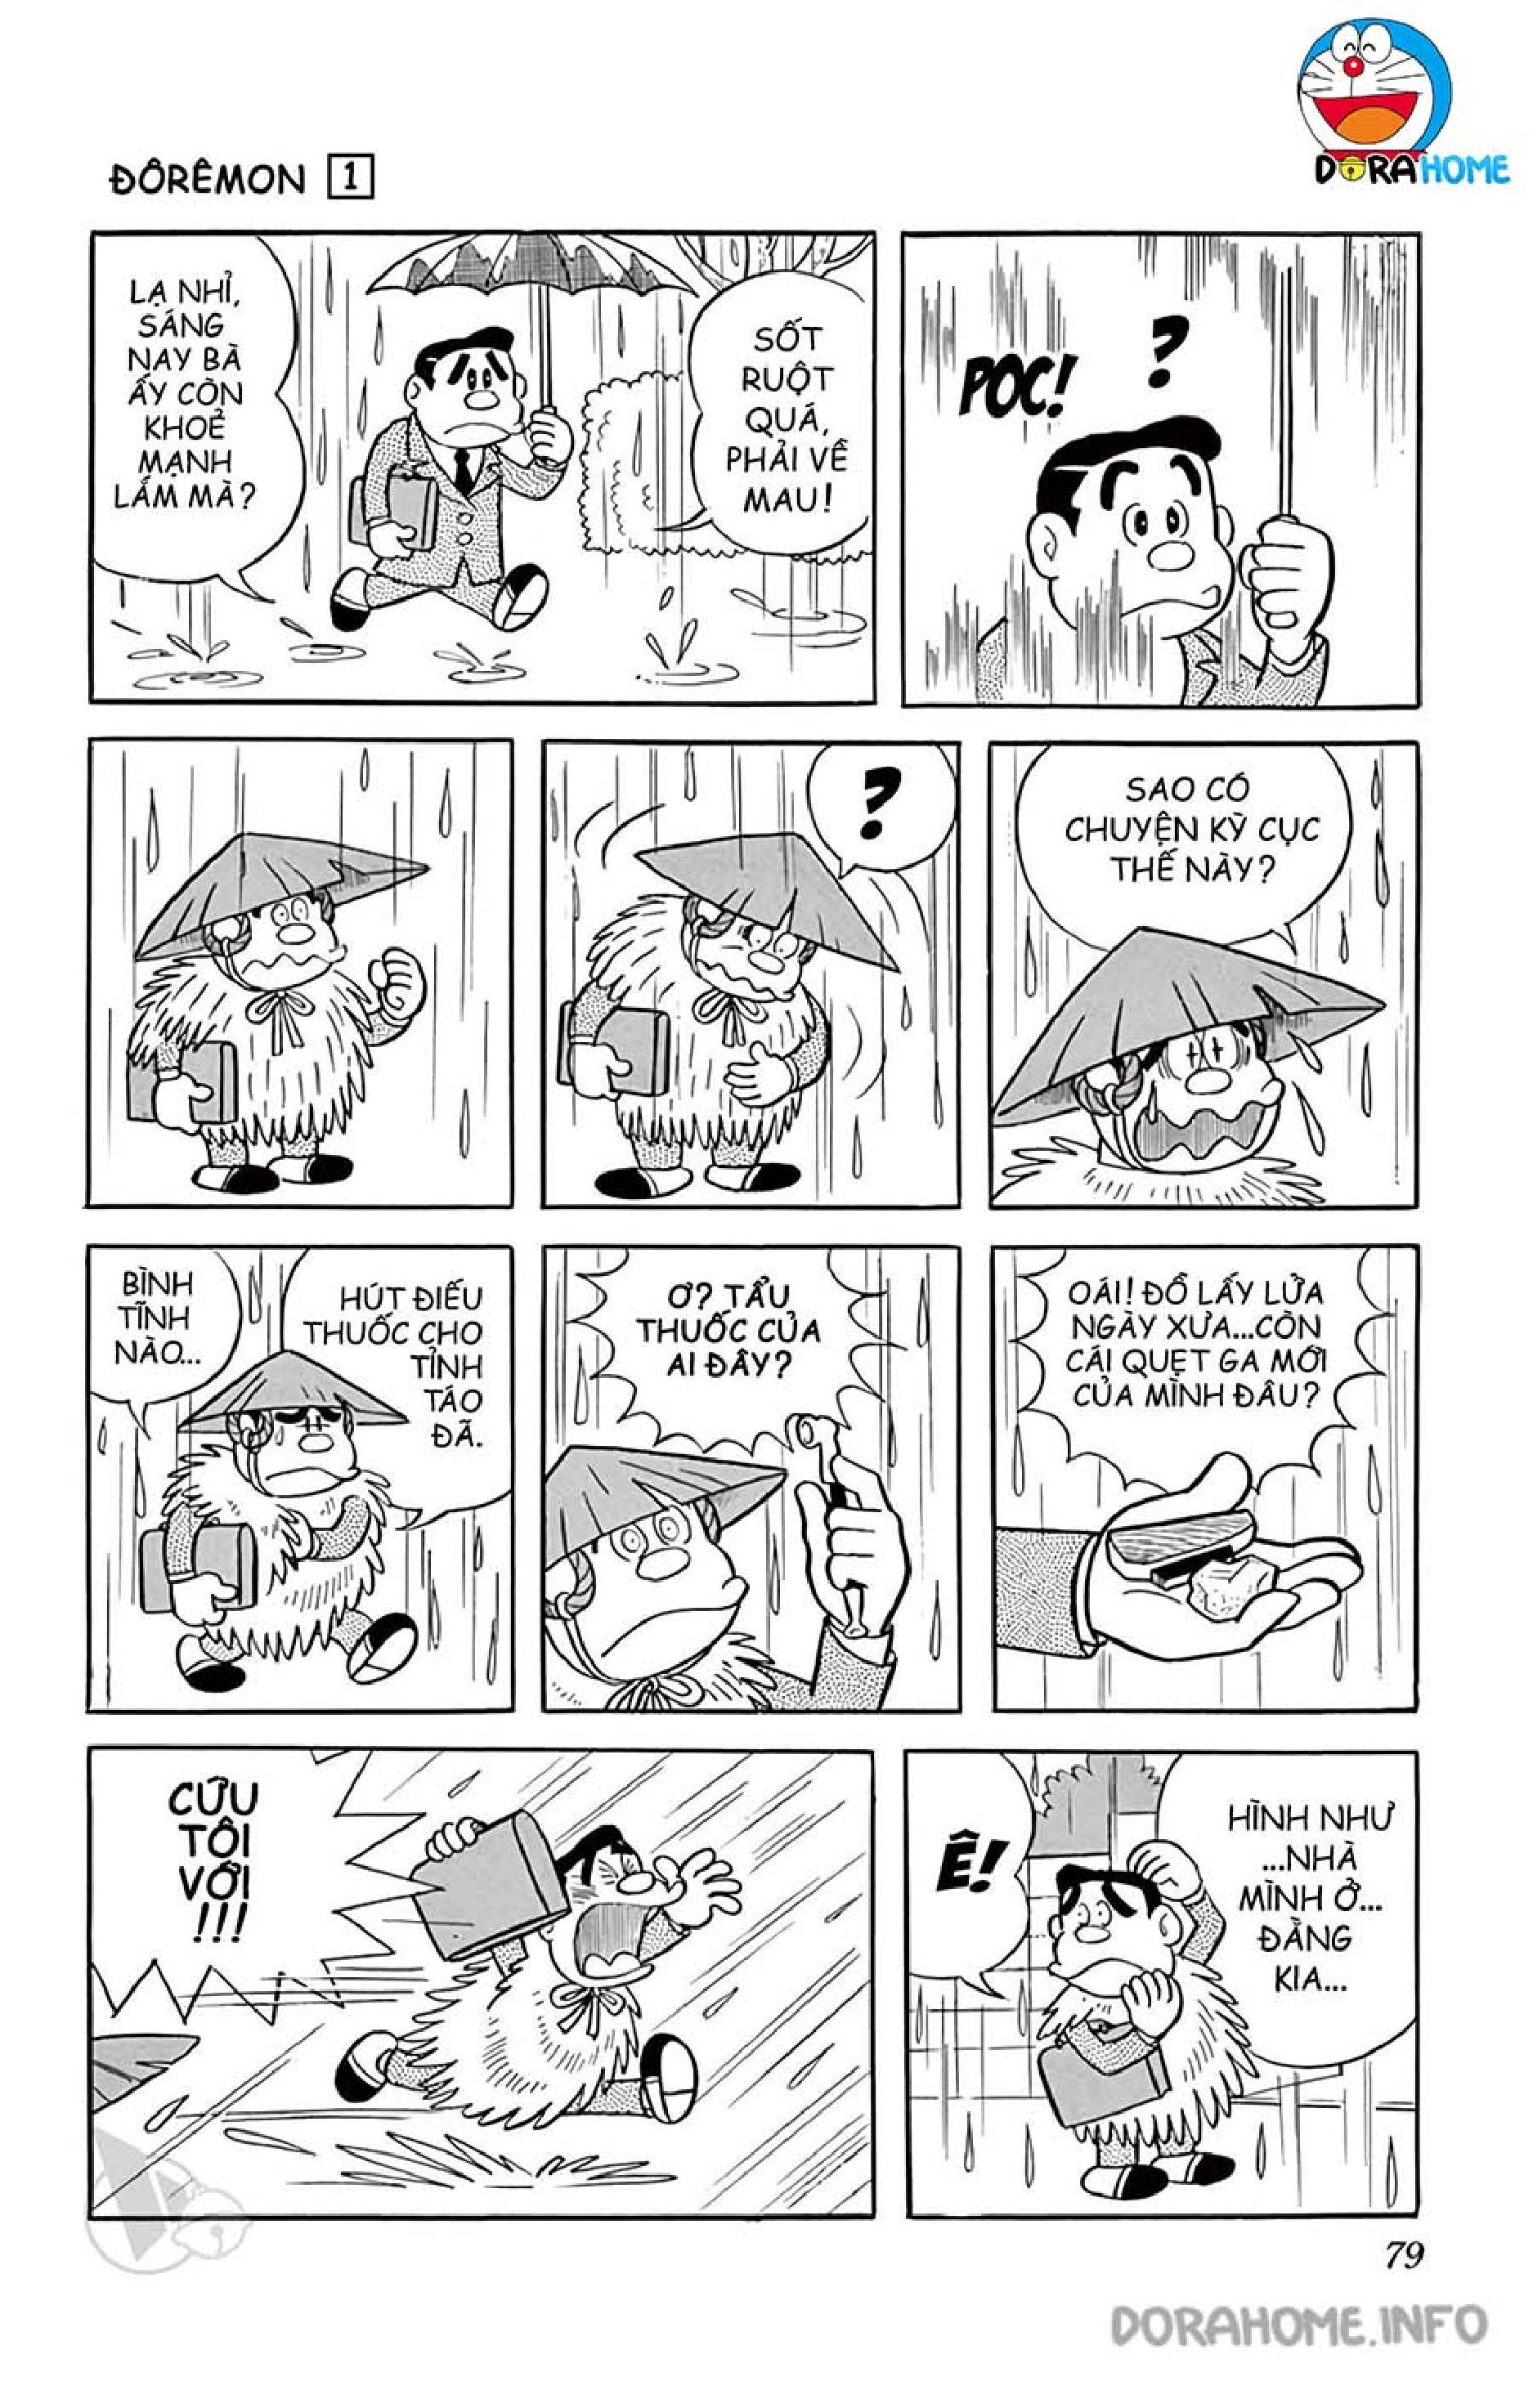 DORAHOME
ĐÔRÊMON 1
LẠ NHỈ,
SÁNG
NAY BÀ
ẤY CÒN
KHOẺ
MẠNH
LẮM MÀ?
SỐT
RUỘT
QUÁ,
PHẢI VỀ
MAU!
POC!
?
?
SAO CÓ
CHUYỆN KỲ CỤC
THẾ NÀY?
BÌNH
TĨNH
NÀO...
HÚT ĐIẾU
THUỐC CHO
TỈNH
TÁO
ĐÃ.
Ơ? TẨU
THUỐC CỦA
AI ĐÂY?
OÁI! ĐỒ LẤY LỬA
NGÀY XƯA...CÒN
CÁI QUẸT GA MỚI
CỦA MÌNH ĐÂU?
CỨU
TÔI
VỚI
!!!
Ê!
HÌNH NHƯ
...NHÀ
MÌNH Ở...
ĐẰNG
KIA...
79
DORAHOME.INFO